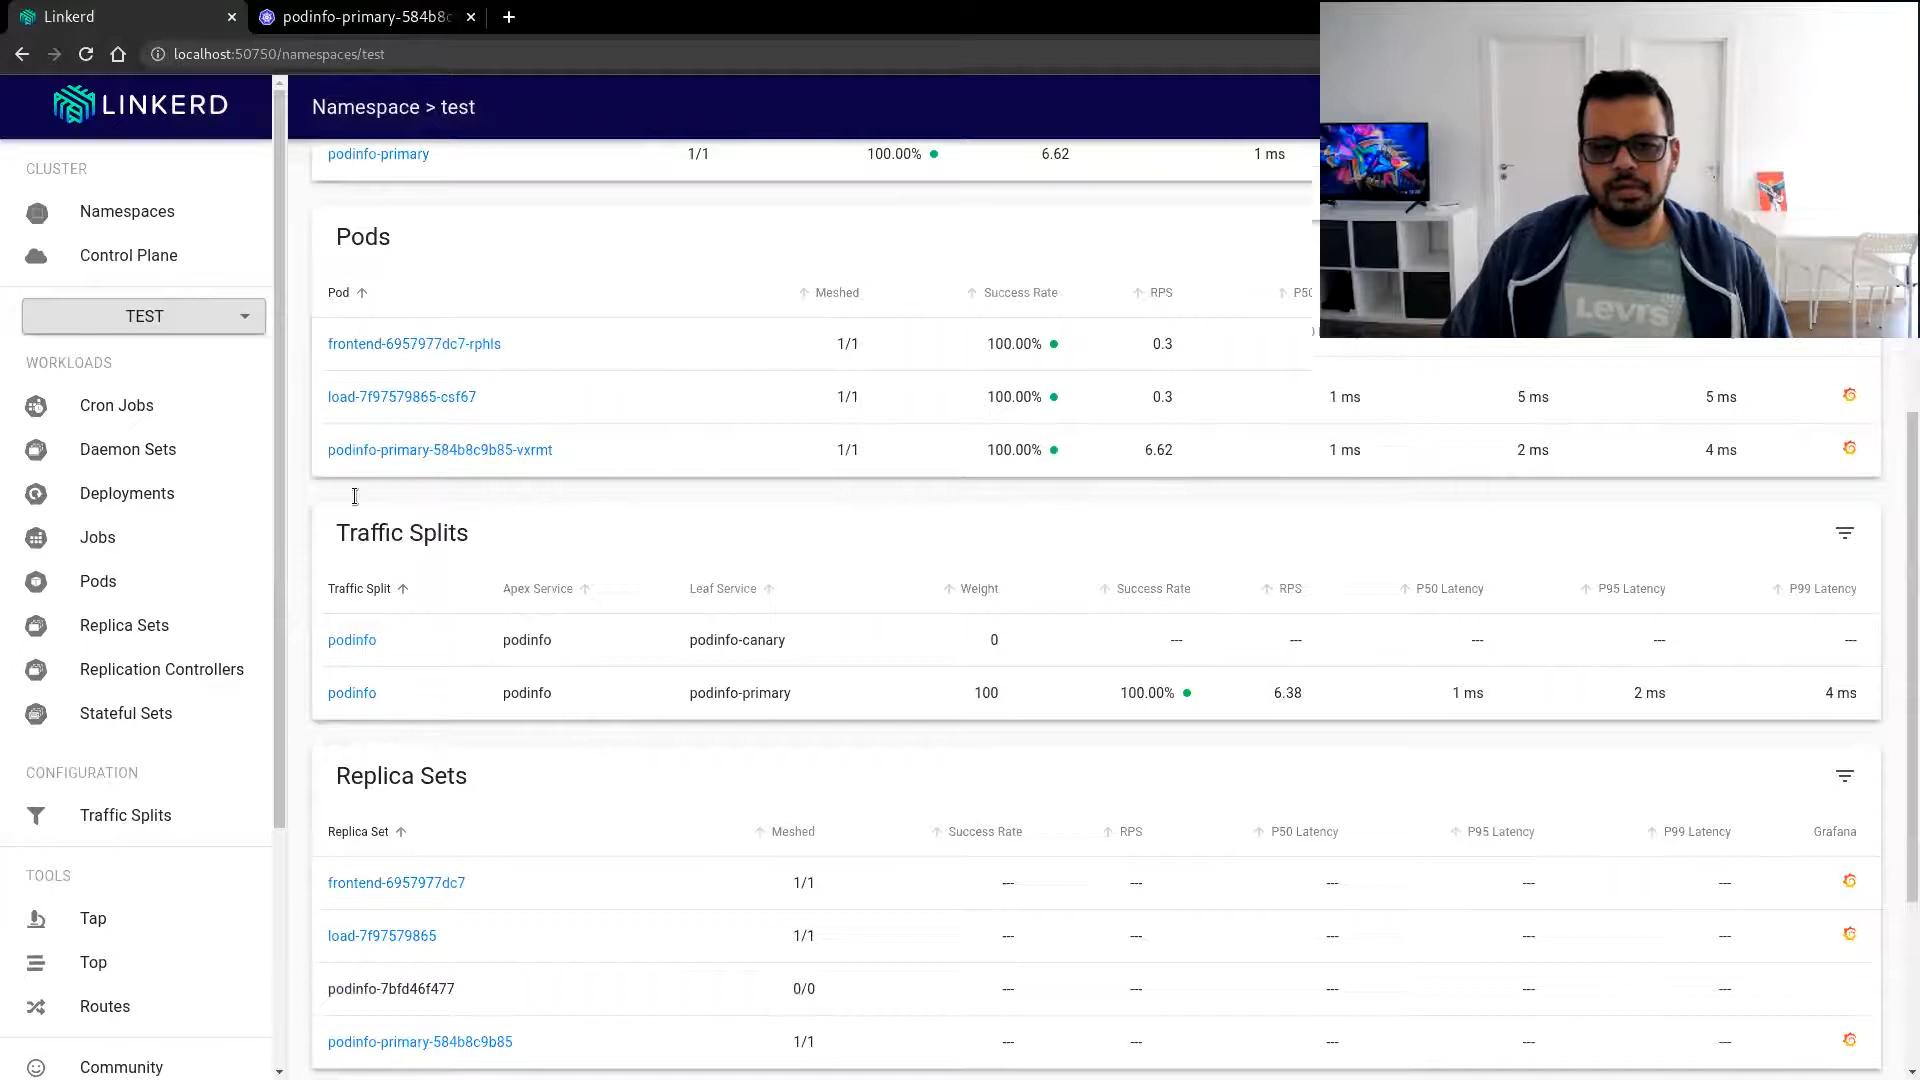 Linkerd
podinfo-primary-584b8c
localhost:50750/namespaces/test
LINKERD
Namespace > test
CLUSTER
Namespaces
Control Plane
TEST
WORKLOADS
Cron Jobs
Daemon Sets
Deployments
Jobs
Pods
Replica Sets
Replication Controllers
Stateful Sets
CONFIGURATION
Traffic Splits
TOOLS
Tap
Top
Routes
Community
podinfo-primary 1/1 100.00% 6.62 1 ms
Pods
Pod Meshed Success Rate RPS P50
frontend-6957977dc7-rphls 1/1 100.00% 0.3
load-7f97579865-csf67 1/1 100.00% 0.3 1 ms 5 ms 5 ms
podinfo-primary-584b8c9b85-vxrmt 1/1 100.00% 6.62 1 ms 2 ms 4 ms
Traffic Splits
Traffic Split Apex Service Leaf Service Weight Success Rate RPS P50 Latency P95 Latency P99 Latency
podinfo podinfo podinfo-canary 0 --- --- --- --- ---
podinfo podinfo podinfo-primary 100 100.00% 6.38 1 ms 2 ms 4 ms
Replica Sets
Replica Set Meshed Success Rate RPS P50 Latency P95 Latency P99 Latency Grafana
frontend-6957977dc7 1/1 --- --- --- --- ---
load-7f97579865 1/1 --- --- --- --- ---
podinfo-7bfd46f477 0/0 --- --- --- --- ---
podinfo-primary-584b8c9b85 1/1 --- --- --- --- ---
Levi's